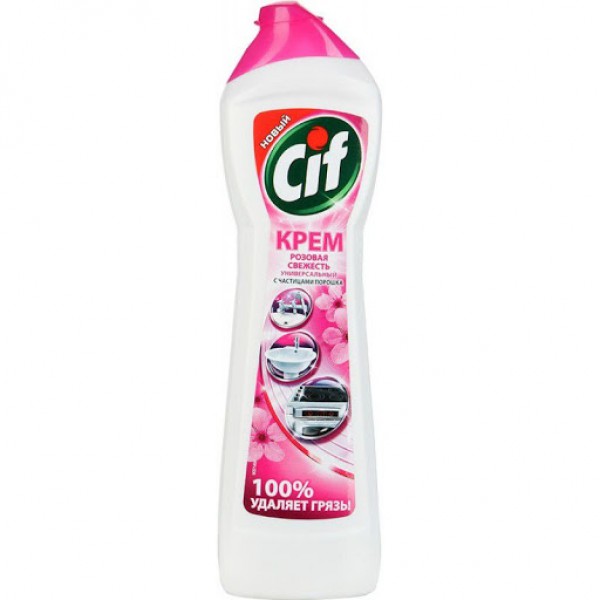 НОВЫЙ
Cif
КРЕМ
РОЗОВАЯ
СВЕЖЕСТЬ
УНИВЕРСАЛЬНЫЙ
С ЧАСТИЦАМИ ПОРОШКА
100%
УДАЛЯЕТ ГРЯЗЬ!